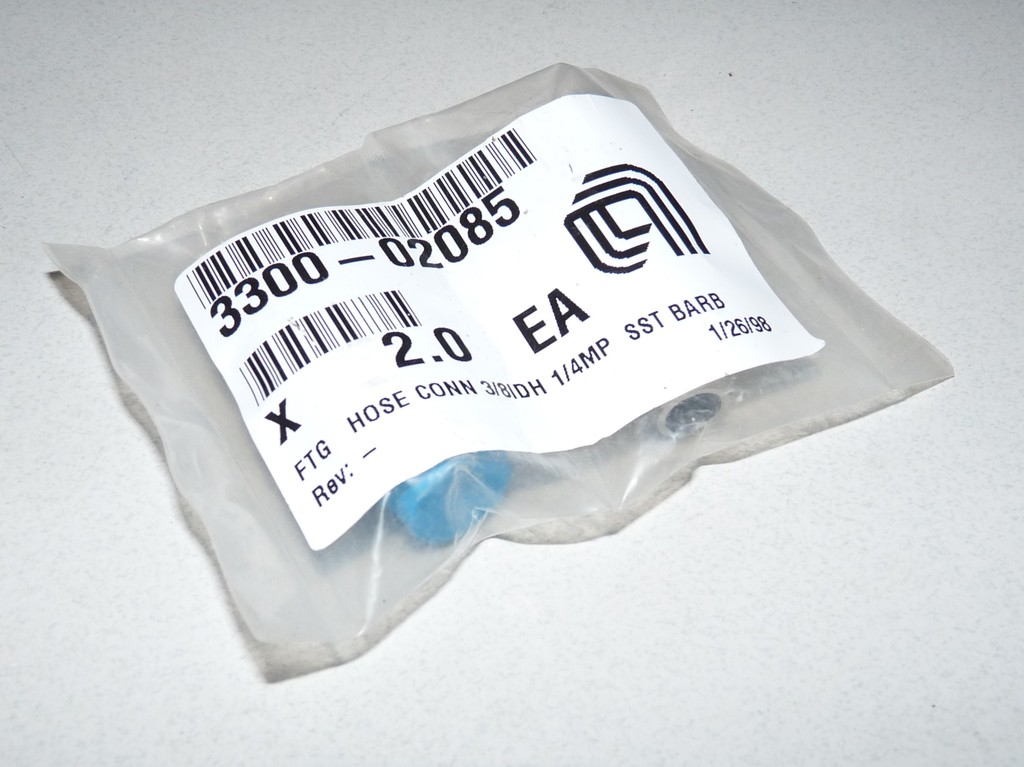 3300-02085
2.0 EA
X
FTG HOSE CONN 3/8IDH 1/4MP SST BARB
Rev: - 1/26/98